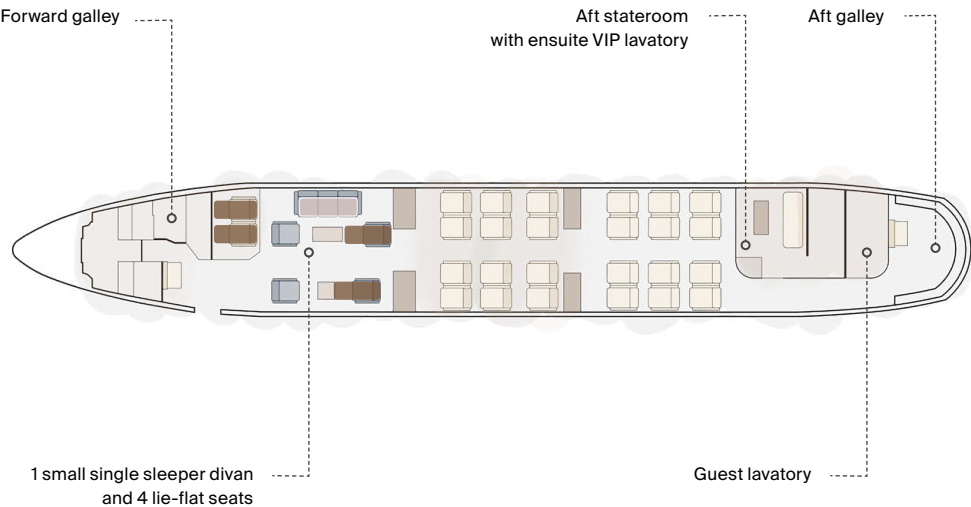 Forward galley
Aft stateroom
with ensuite VIP lavatory
Aft galley
1 small single sleeper divan
and 4 lie-flat seats
Guest lavatory